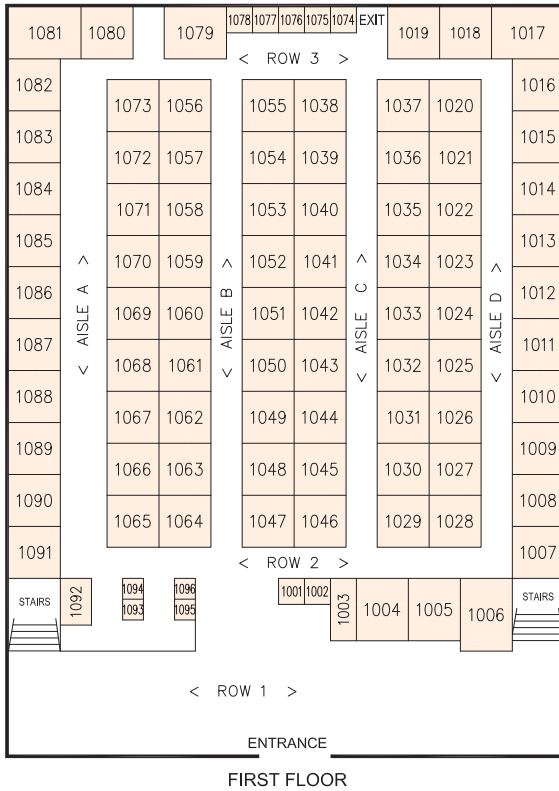 1081 1080 1079 1078 1077 1076 1075 1074 EXIT 1019 1018 1017
< ROW 3 >
1082 1073 1056 1055 1038 1037 1020 1016
1083 1072 1057 1054 1039 1036 1021 1015
1084 1071 1058 1053 1040 1035 1022 1014
1085 1070 1059 1052 1041 1034 1023 1013
< AISLE A >
< AISLE B >
< AISLE C >
< AISLE D >
1086 1069 1060 1051 1042 1033 1024 1012
1087 1068 1061 1050 1043 1032 1025 1011
1088 1067 1062 1049 1044 1031 1026 1010
1089 1066 1063 1048 1045 1030 1027 1009
1090 1065 1064 1047 1046 1029 1028 1008
1091 < ROW 2 > 1007
STAIRS 1092 1094 1096 1001 1002 1003 1004 1005 1006 STAIRS
1093 1095
< ROW 1 >
ENTRANCE
FIRST FLOOR